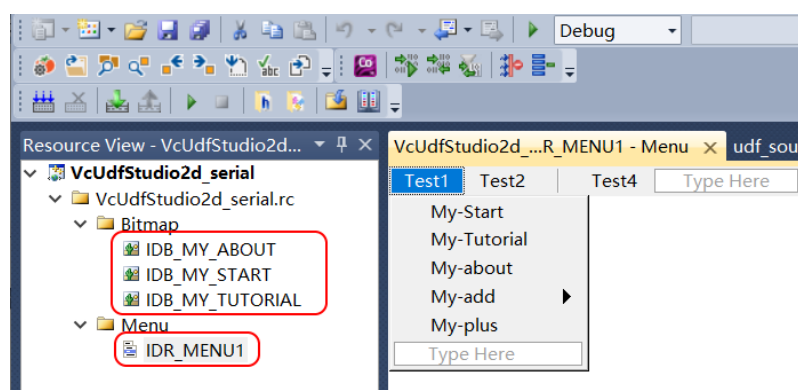 Debug
Resource View - VcUdfStudio2d...
VcUdfStudio2d_...R_MENU1 - Menu
udf_sou
VcUdfStudio2d_serial
Test1 Test2 Test4 Type Here
VcUdfStudio2d_serial.rc
Bitmap
IDB_MY_ABOUT
IDB_MY_START
IDB_MY_TUTORIAL
Menu
IDR_MENU1
My-Start
My-Tutorial
My-about
My-add
My-plus
Type Here